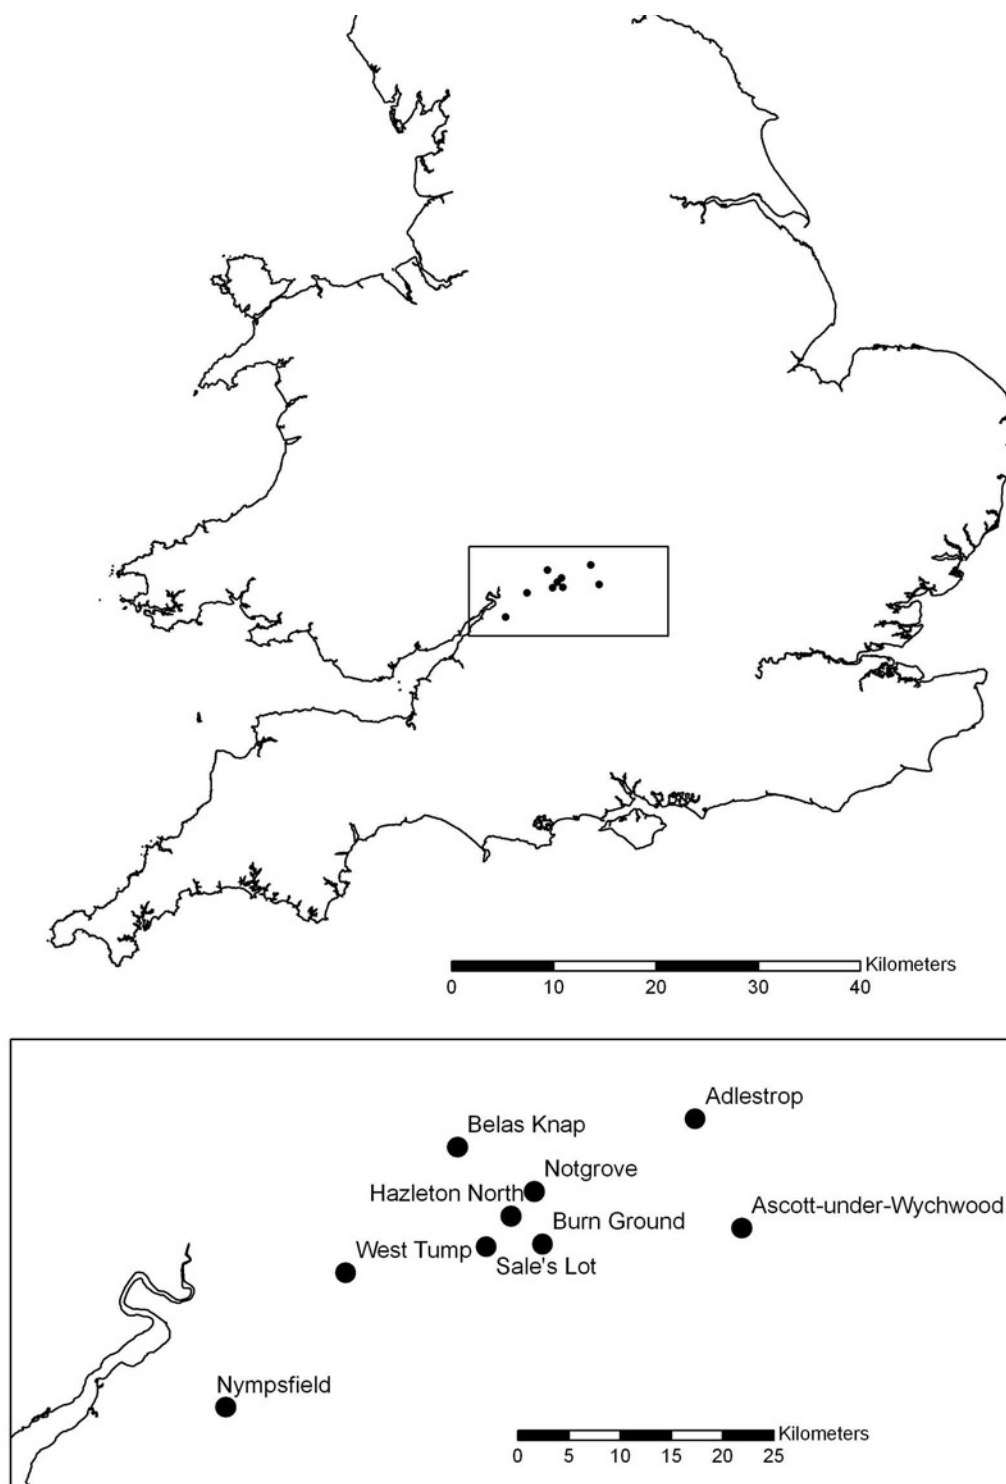 Kilometers
0 10 20 30 40
Adlestrop
Belas Knap
Notgrove
Hazleton North
Ascott-under-Wychwood
Burn Ground
West Tump
Sale's Lot
Nympsfield
Kilometers
0 5 10 15 20 25